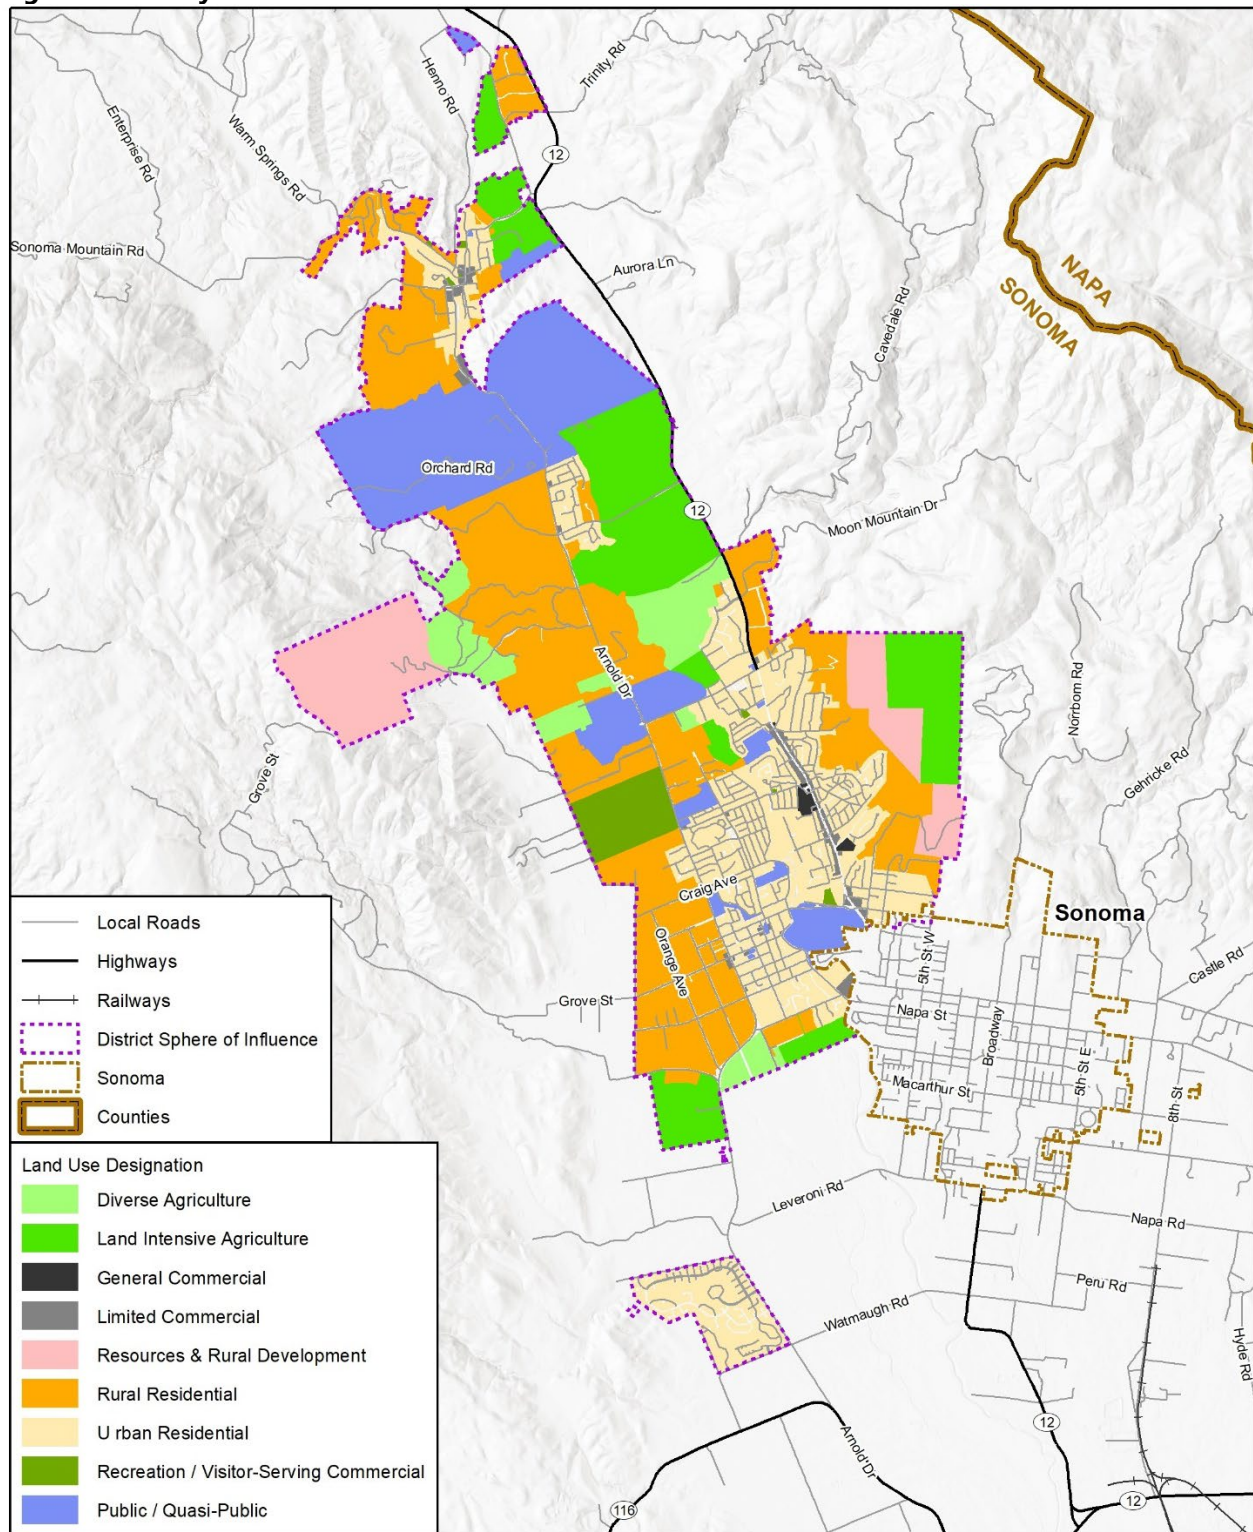 Henno Rd
Trinity Rd
Enterprise Rd
Warm Springs Rd
12
Sonoma Mountain Rd
Aurora Ln
NAPA
SONOMA
Cavedale Rd
Orchard Rd
12
Moon Mountain Dr
Arnold Dr
Norrbom Rd
Gehricke Rd
Grove St
Craig Ave
Orange Ave
Sonoma
5th St W
Castle Rd
Grove St
Napa St
Broadway
5th St E
Macarthur St
8th St
Leveroni Rd
Napa Rd
Peru Rd
Watmaugh Rd
Hyde Rd
12
Arnold Dr
116
12
Local Roads
Highways
Railways
District Sphere of Influence
Sonoma
Counties
Land Use Designation
Diverse Agriculture
Land Intensive Agriculture
General Commercial
Limited Commercial
Resources & Rural Development
Rural Residential
U rban Residential
Recreation / Visitor-Serving Commercial
Public / Quasi-Public